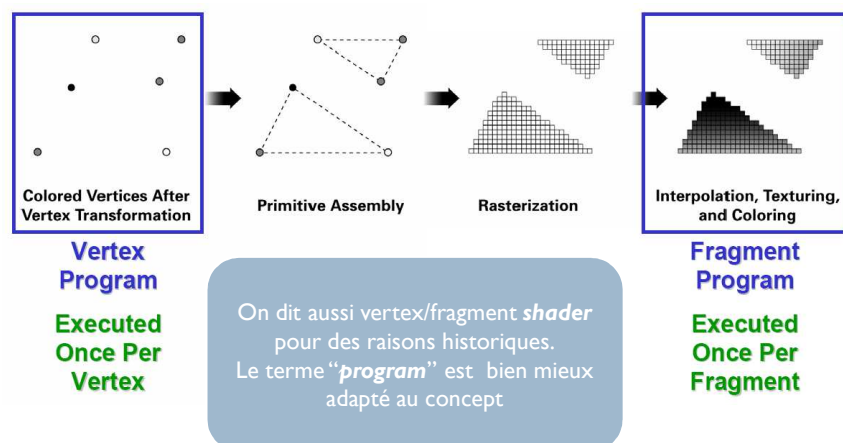 Colored Vertices After
Vertex Transformation
Primitive Assembly
Rasterization
Interpolation, Texturing,
and Coloring
Vertex
Program
Executed
Once Per
Vertex
On dit aussi vertex/fragment shader
pour des raisons historiques.
Le terme “program” est bien mieux
adapté au concept
Fragment
Program
Executed
Once Per
Fragment